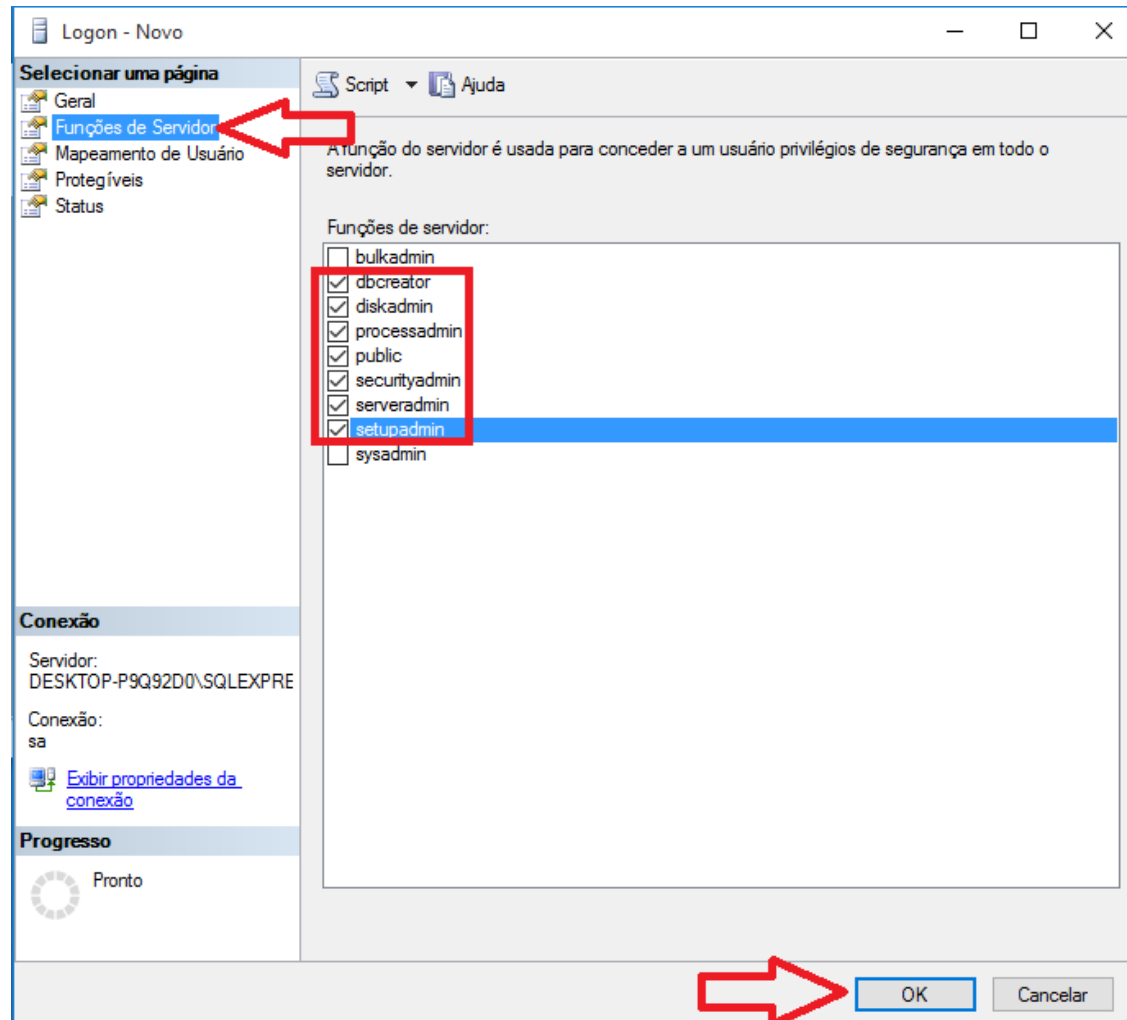 Logon - Novo
Selecionar uma página
Geral
Funções de Servidor
Mapeamento de Usuário
Protegíveis
Status
Script
Ajuda
A função do servidor é usada para conceder a um usuário privilégios de segurança em todo o
servidor.
Funções de servidor:
bulkadmin
dbcreator
diskadmin
processadmin
public
securityadmin
serveradmin
setupadmin
sysadmin
Conexão
Servidor:
DESKTOP-P9Q92D0\SQLEXPRE
Conexão:
sa
Exibir propriedades da
conexão
Progresso
Pronto
OK
Cancelar